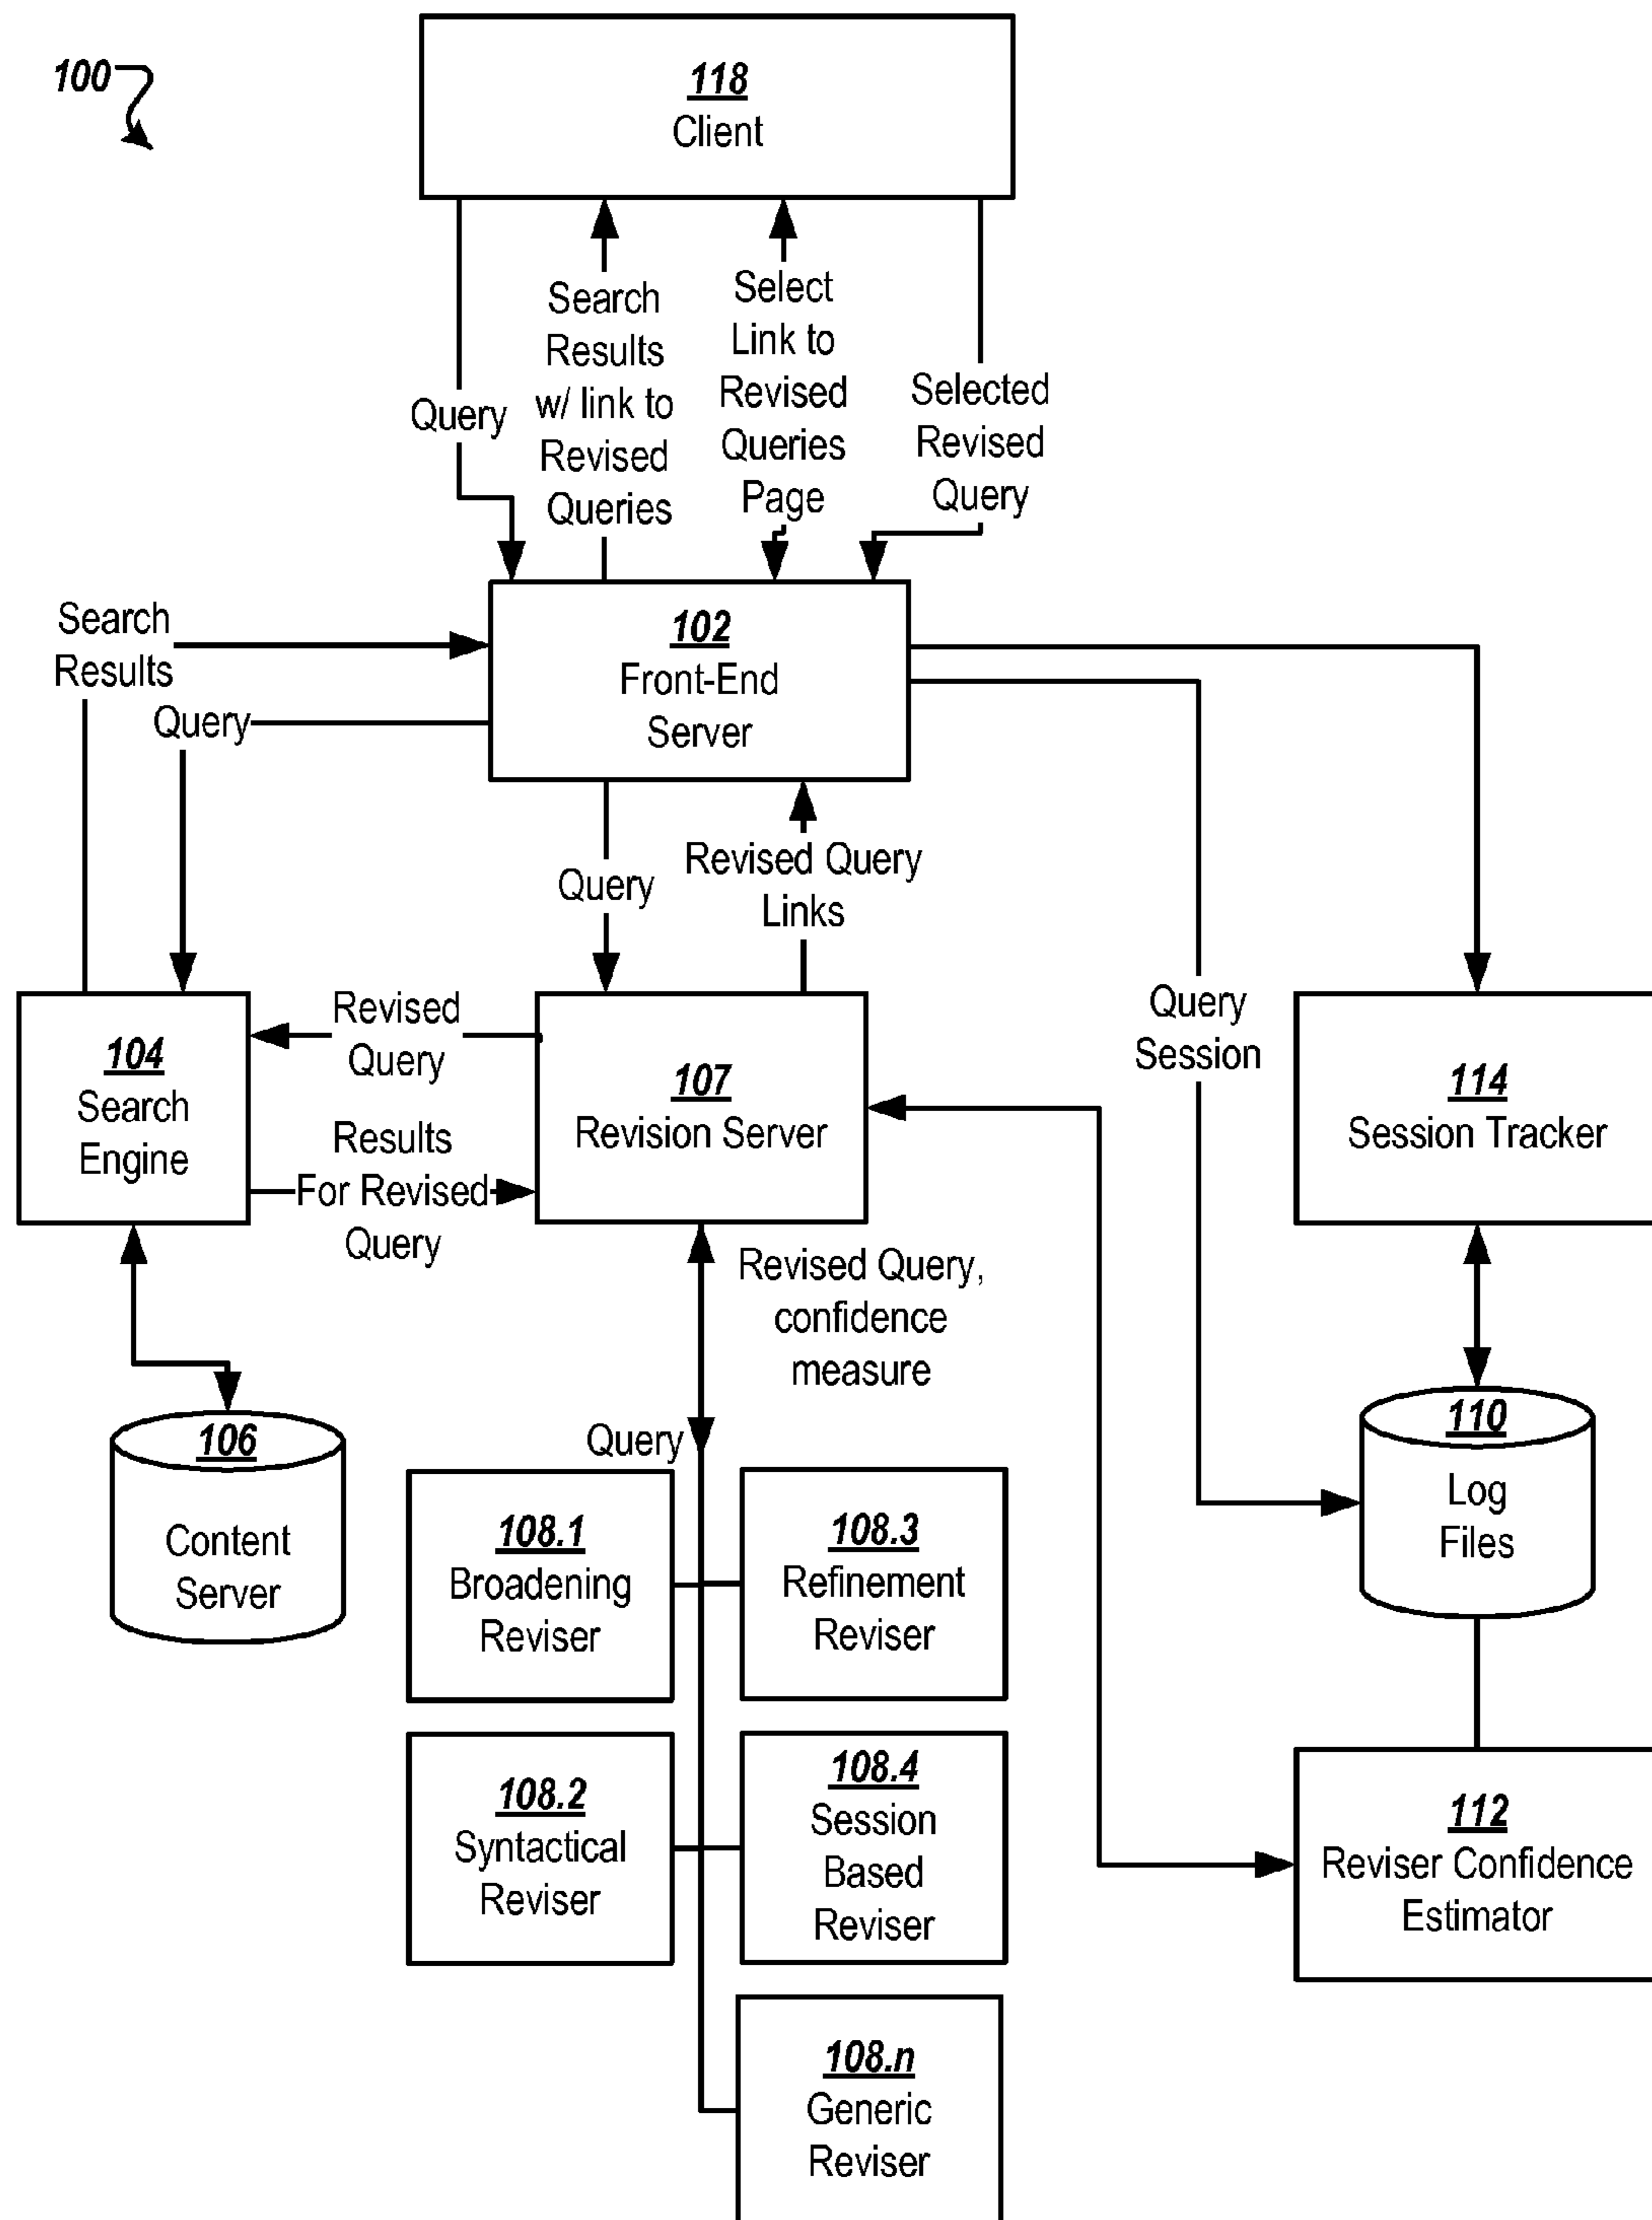 100
118
Client
Query
Search
Results
w/ link to
Revised
Queries
Select
Link to
Revised
Queries
Page
Selected
Revised
Query
Search
Results
Query
102
Front-End
Server
Query
Revised Query
Links
104
Search
Engine
Revised
Query
Results
For Revised
Query
107
Revision Server
Query
Session
114
Session Tracker
Revised Query,
confidence
measure
Query
106
Content
Server
110
Log
Files
108.1
Broadening
Reviser
108.3
Refinement
Reviser
108.2
Syntactical
Reviser
108.4
Session
Based
Reviser
112
Reviser Confidence
Estimator
108.n
Generic
Reviser